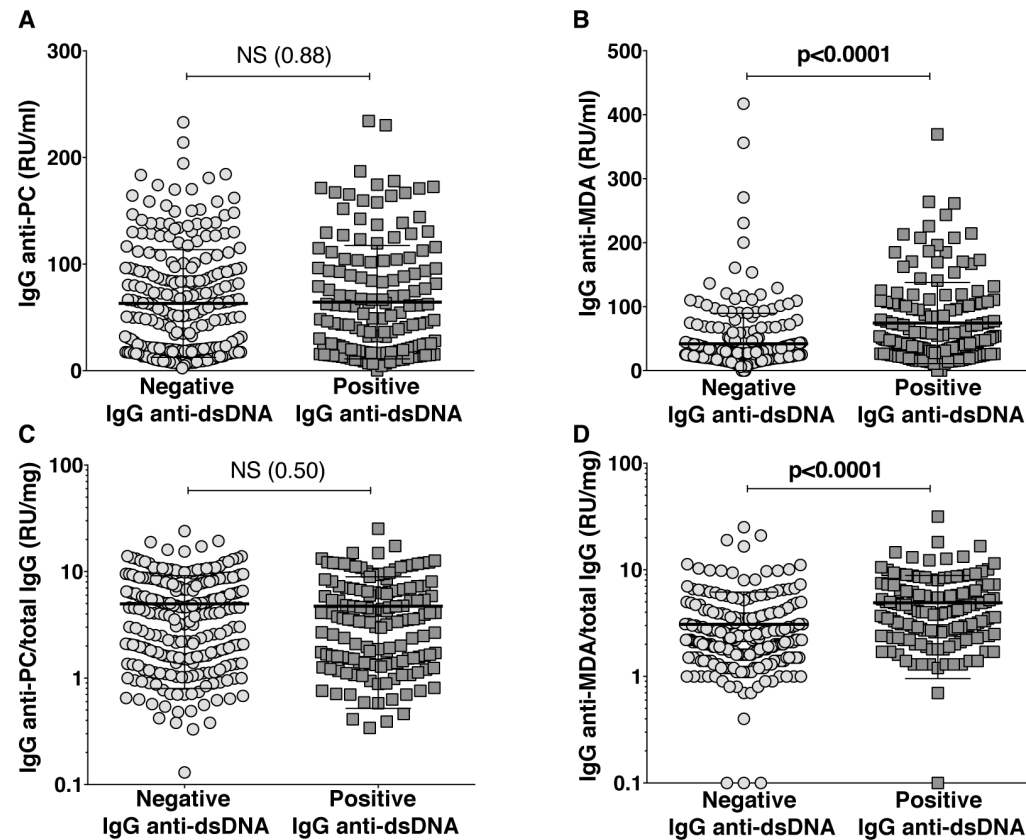 A
IgG anti-PC (RU/ml)
300
200
100
0
NS (0.88)
Negative
IgG anti-dsDNA
Positive
IgG anti-dsDNA
B
IgG anti-MDA (RU/ml)
500
400
300
200
100
0
p<0.0001
Negative
IgG anti-dsDNA
Positive
IgG anti-dsDNA
C
IgG anti-PC/total IgG (RU/mg)
100
10
1
0.1
NS (0.50)
Negative
IgG anti-dsDNA
Positive
IgG anti-dsDNA
D
IgG anti-MDA/total IgG (RU/mg)
100
10
1
0.1
p<0.0001
Negative
IgG anti-dsDNA
Positive
IgG anti-dsDNA